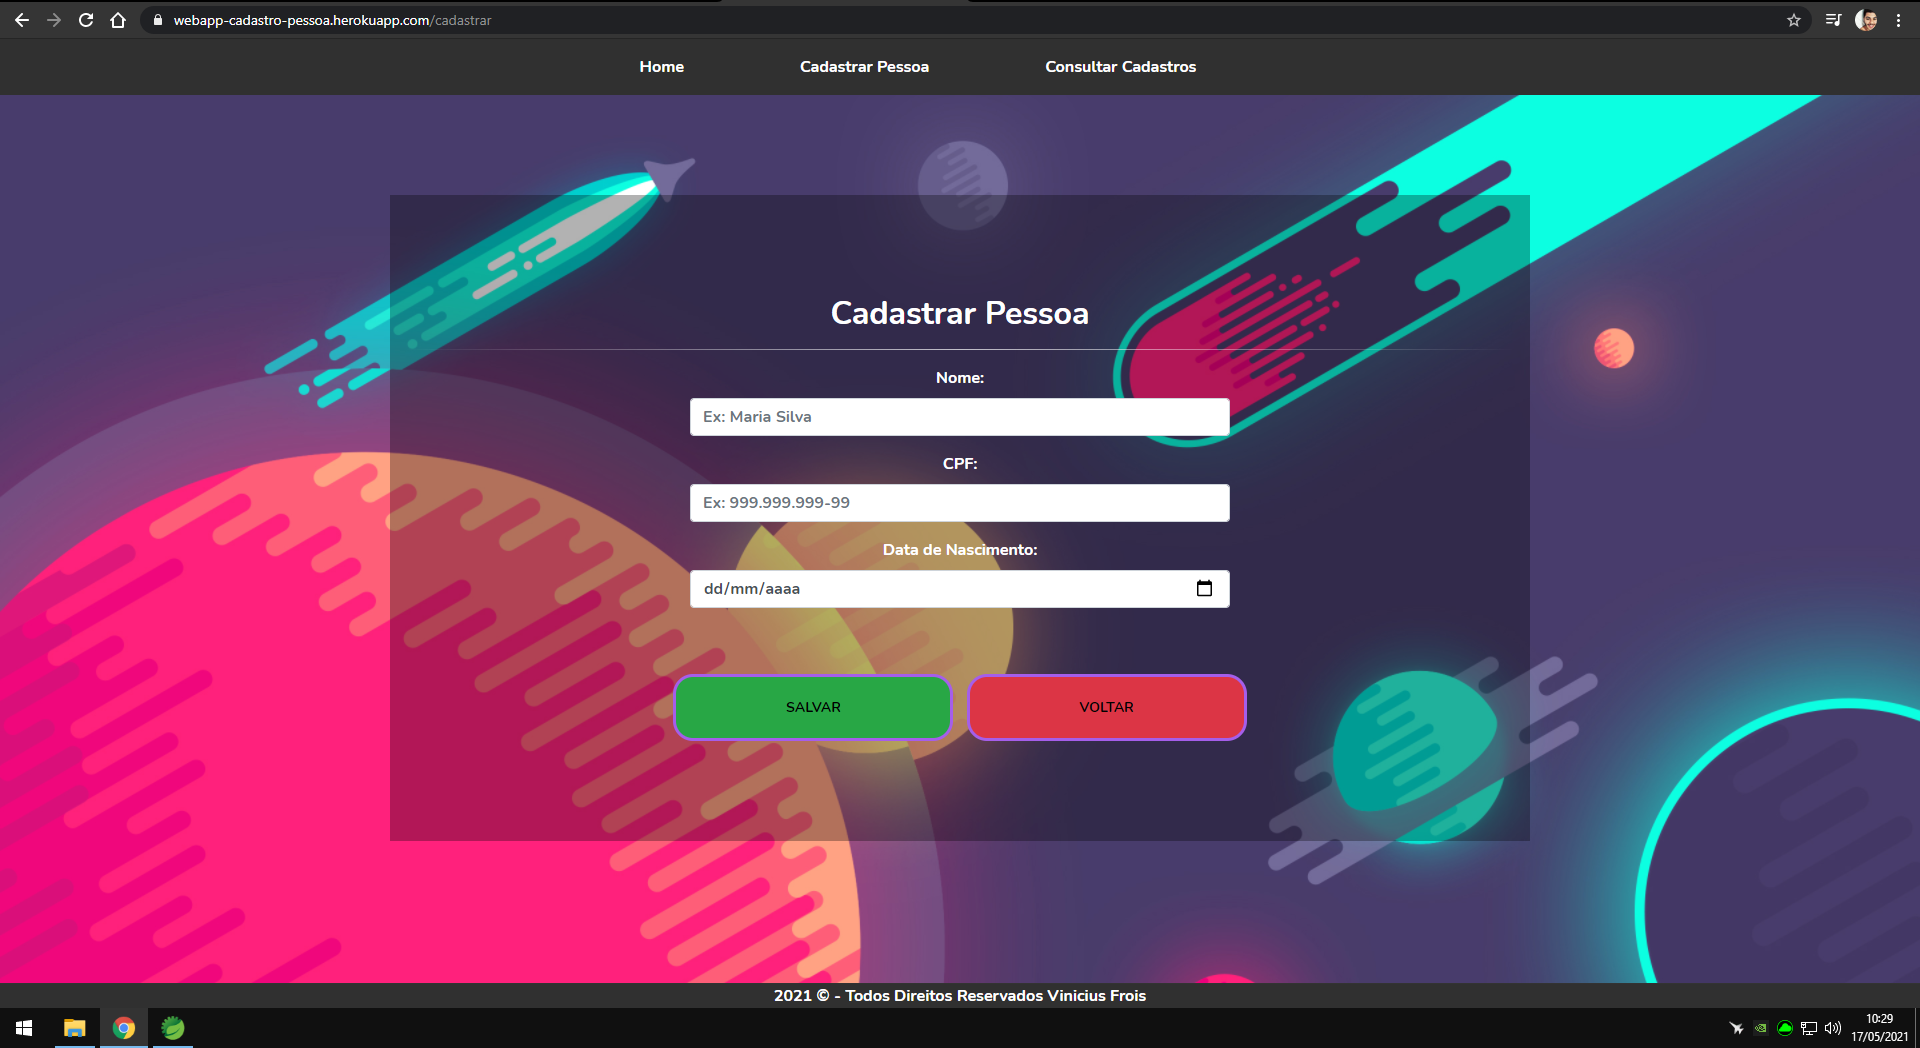 webapp-cadastro-pessoa.herokuapp.com/cadastrar
Home Cadastrar Pessoa Consultar Cadastros
Cadastrar Pessoa
Nome:
Ex: Maria Silva
CPF:
Ex: 999.999.999-99
Data de Nascimento:
dd/mm/aaaa
SALVAR VOLTAR
2021 © - Todos Direitos Reservados Vinicius Frois
10:29
17/05/2021